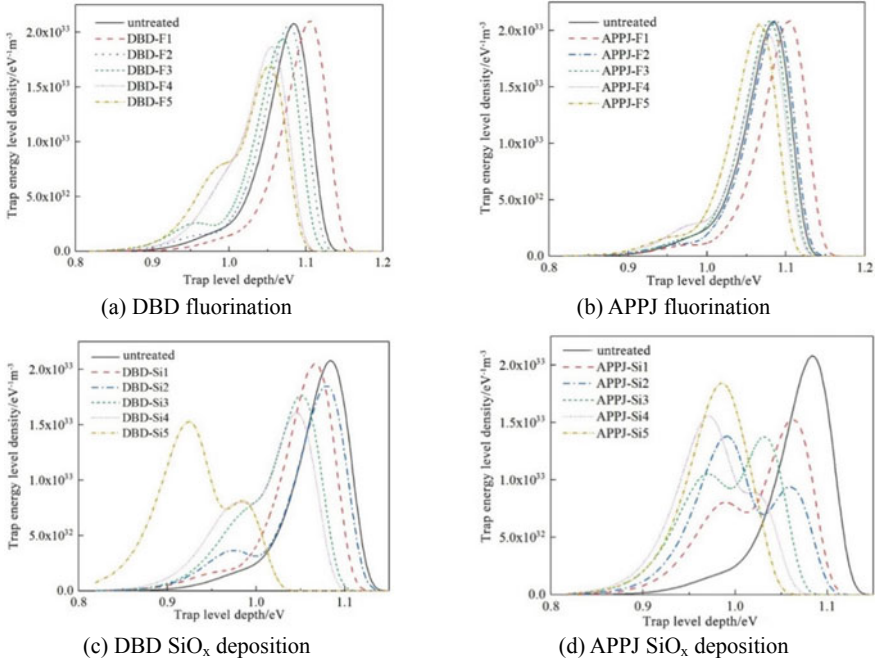 Trap energy level density/eV⁻¹m⁻³
2.0x10³³
1.5x10³³
1.0x10³³
5.0x10³²
0.0
untreated
DBD-F1
DBD-F2
DBD-F3
DBD-F4
DBD-F5
0.8 0.9 1.0 1.1 1.2
Trap level depth/eV
(a) DBD fluorination
Trap energy level density/eV⁻¹m⁻³
2.0x10³³
1.5x10³³
1.0x10³³
5.0x10³²
0.0
untreated
APPJ-F1
APPJ-F2
APPJ-F3
APPJ-F4
APPJ-F5
0.8 0.9 1.0 1.1 1.2
Trap level depth/eV
(b) APPJ fluorination
Trap energy level density/eV⁻¹m⁻³
2.0x10³³
1.5x10³³
1.0x10³³
5.0x10³²
0.0
untreated
DBD-Si1
DBD-Si2
DBD-Si3
DBD-Si4
DBD-Si5
0.8 0.9 1.0 1.1
Trap level depth/eV
(c) DBD SiOₓ deposition
Trap energy level density/eV⁻¹m⁻³
2.0x10³³
1.5x10³³
1.0x10³³
5.0x10³²
0.0
untreated
APPJ-Si1
APPJ-Si2
APPJ-Si3
APPJ-Si4
APPJ-Si5
0.8 0.9 1.0 1.1
Trap level depth/eV
(d) APPJ SiOₓ deposition